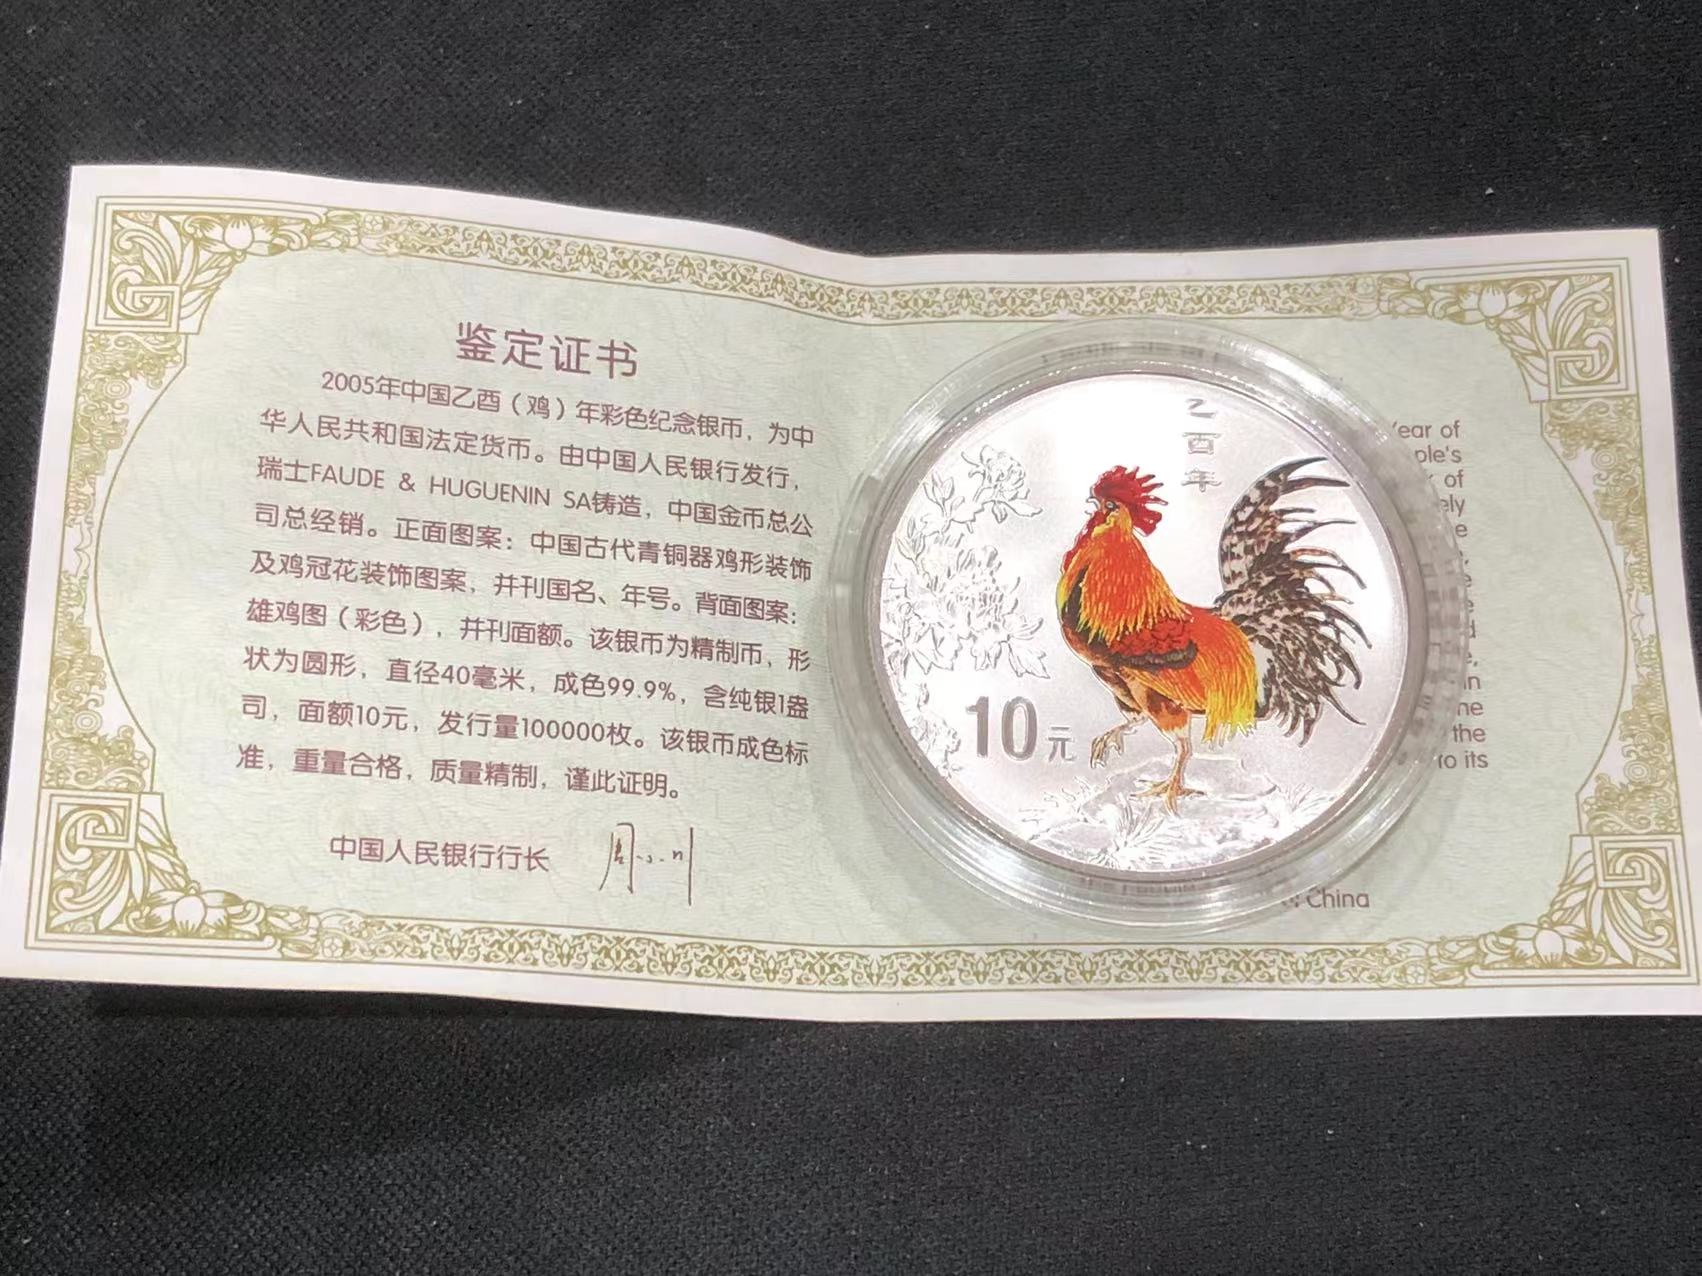 鉴定证书
2005年中国乙酉（鸡）年彩色纪念银币，为中
华人民共和国法定货币。由中国人民银行发行，
瑞士FAUDE & HUGUENIN SA铸造，中国金币总公
司总经销。正面图案：中国古代青铜器鸡形装饰
及鸡冠花装饰图案，并刊国名、年号。背面图案：
雄鸡图（彩色），并刊面额。该银币为精制币，形
状为圆形，直径40毫米，成色99.9%，含纯银1盎
司，面额10元，发行量100000枚。该银币成色标
准，重量合格，质量精制，谨此证明。
中国人民银行行长
乙酉年
10元
Year of
of
the
to its
China